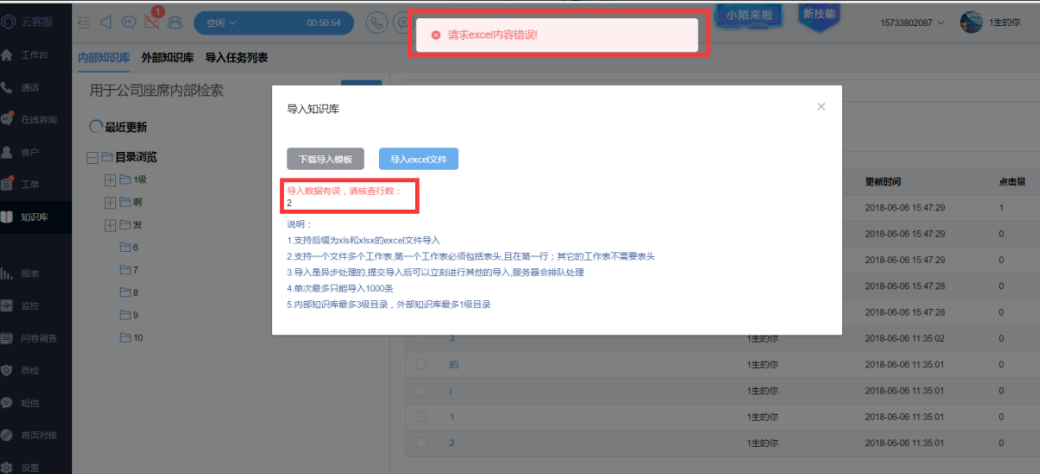 云客服
1
空闲
00:50:54
请求excel内容错误!
小陌来啦
新技能
15733802087
1生的你
工作台
通话
在线咨询
客户
工单
知识库
报表
监控
问卷调查
质检
短信
首页对接
设置
内部知识库 外部知识库 导入任务列表
用于公司座席内部检索
最近更新
目录浏览
1级
啊
发
6
7
8
9
10
导入知识库
下载导入模板
导入excel文件
导入数据有误，请核查行数：
2
说明：
1.支持后缀为xls和xlsx的excel文件导入
2.支持一个文件多个工作表,第一个工作表必须包括表头,且在第一行；其它的工作表不需要表头
3.导入是异步处理的,提交导入后可以立刻进行其他的导入,服务器会排队处理
4.单次最多只能导入1000条
5.内部知识库最多3级目录，外部知识库最多1级目录
更新时间 点击量
2018-06-06 15:47:29 1
2018-06-06 15:47:29 0
2018-06-06 15:47:29 0
2018-06-06 15:47:28 0
2018-06-06 15:47:28 0
3 1生的你 2018-06-06 11:35:02 0
的 1生的你 2018-06-06 11:35:01 0
i 1生的你 2018-06-06 11:35:01 0
1 1生的你 2018-06-06 11:35:01 0
2 1生的你 2018-06-06 11:35:01 0